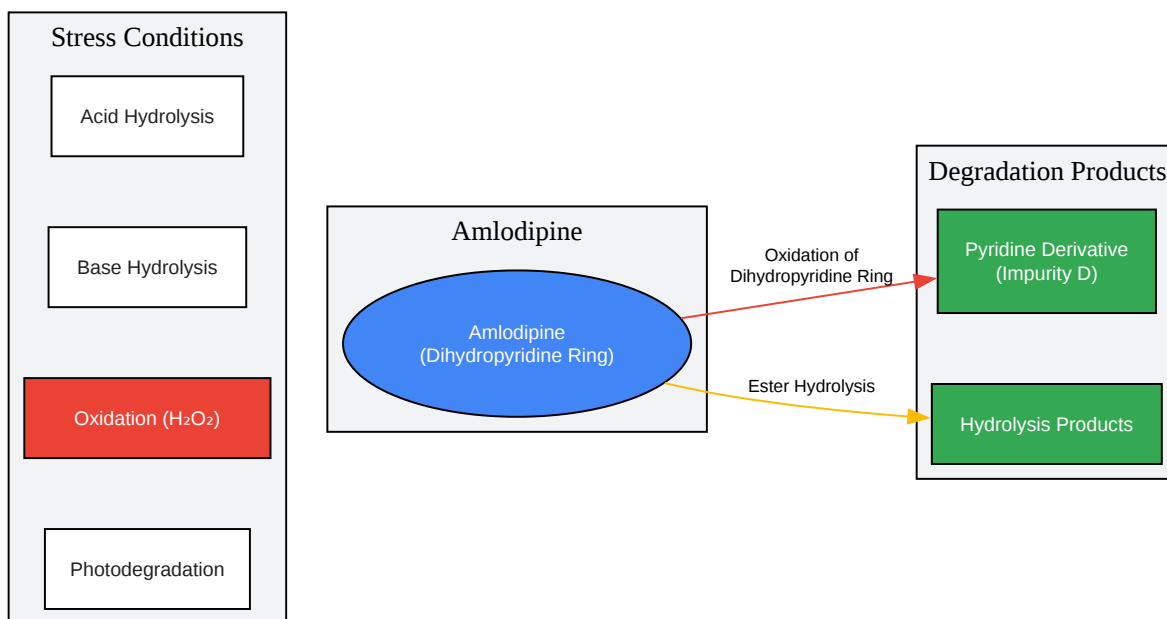 Stress Conditions
Acid Hydrolysis
Base Hydrolysis
Oxidation (H₂O₂)
Photodegradation
Amlodipine
Amlodipine
(Dihydropyridine Ring)
Oxidation of
Dihydropyridine Ring
Ester Hydrolysis
Degradation Products
Pyridine Derivative
(Impurity D)
Hydrolysis Products